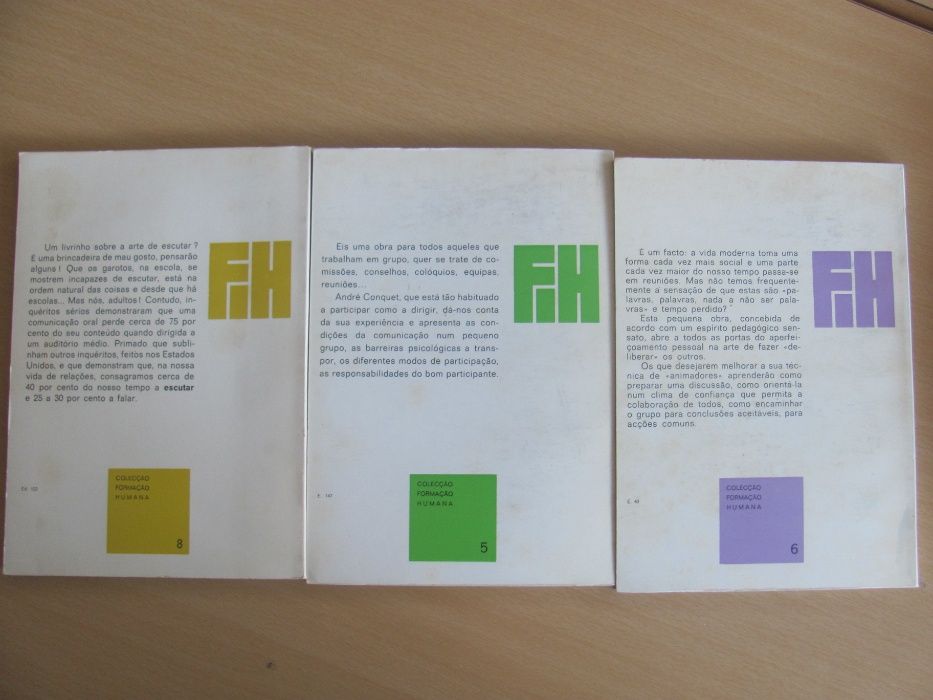 Um livrinho sobre a arte de escutar ?
É uma brincadeira de mau gosto, pensarão
alguns ! Que os garotos, na escola, se
mostrem incapazes de escutar, está na
ordem natural das coisas e desde que há
escolas... Mas nós, adultos ! Contudo, in-
quéritos sérios demonstraram que uma
comunicação oral perde cerca de 75 por
cento do seu conteúdo quando dirigida a
um auditório médio. Primado que subli-
nham outros inquéritos, feitos nos Estados
Unidos, e que demonstram que, na nossa
vida de relações, consagramos cerca de
40 por cento do nosso tempo a escutar
e 25 a 30 por cento a falar.
FIH
COLECÇÃO
FORMAÇÃO
HUMANA
8
Eis uma obra para todos aqueles que
trabalham em grupo, quer se trate de co-
missões, conselhos, colóquios, equipas,
reuniões...
André Conquet, que está tão habituado
a participar como a dirigir, dá-nos conta
da sua experiência e apresenta as con-
dições da comunicação num pequeno
grupo, as barreiras psicológicas a trans-
por, os diferentes modos de participação,
as responsabilidades do bom participante.
FIH
E. 147
COLECÇÃO
FORMAÇÃO
HUMANA
5
É um facto: a vida moderna toma uma
forma cada vez mais social e uma parte
cada vez maior do nosso tempo passa-se
em reuniões. Mas não temos frequente-
mente a sensação de que estas são «pa-
lavras, palavras, nada a não ser pala-
vras» e tempo perdido?
Esta pequena obra, concebida de
acordo com um espírito pedagógico sen-
sato, abre a todos as portas do aperfei-
çoamento pessoal na arte de fazer «de-
liberar» os outros.
Os que desejarem melhorar a sua téc-
nica de «animadores» aprenderão como
preparar uma discussão, como orientá-la
num clima de confiança que permita a
colaboração de todos, como encaminhar
o grupo para conclusões aceitáveis, para
acções comuns.
FIH
E. 49
COLECÇÃO
FORMAÇÃO
HUMANA
6